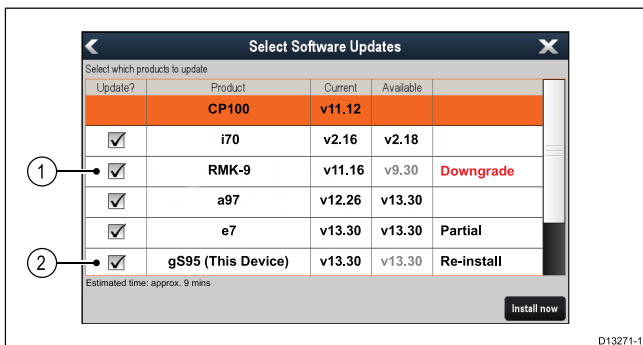 Select Software Updates
Select which products to update
Update? Product Current Available
CP100 v11.12
i70 v2.16 v2.18
1 RMK-9 v11.16 v9.30 Downgrade
a97 v12.26 v13.30
e7 v13.30 v13.30 Partial
2 gS95 (This Device) v13.30 v13.30 Re-install
Estimated time: approx. 9 mins
Install now
D13271-1